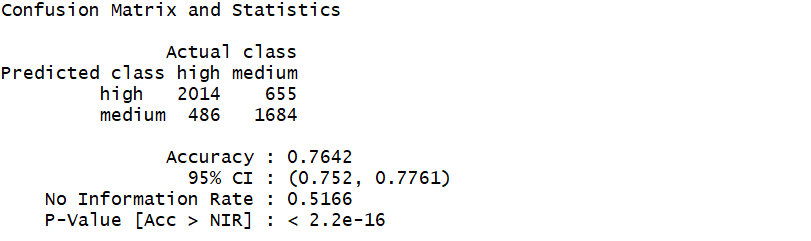 Confusion Matrix and Statistics
Actual class
Predicted class high medium
high 2014 655
medium 486 1684
Accuracy : 0.7642
95% CI : (0.752, 0.7761)
No Information Rate : 0.5166
P-Value [Acc > NIR] : < 2.2e-16